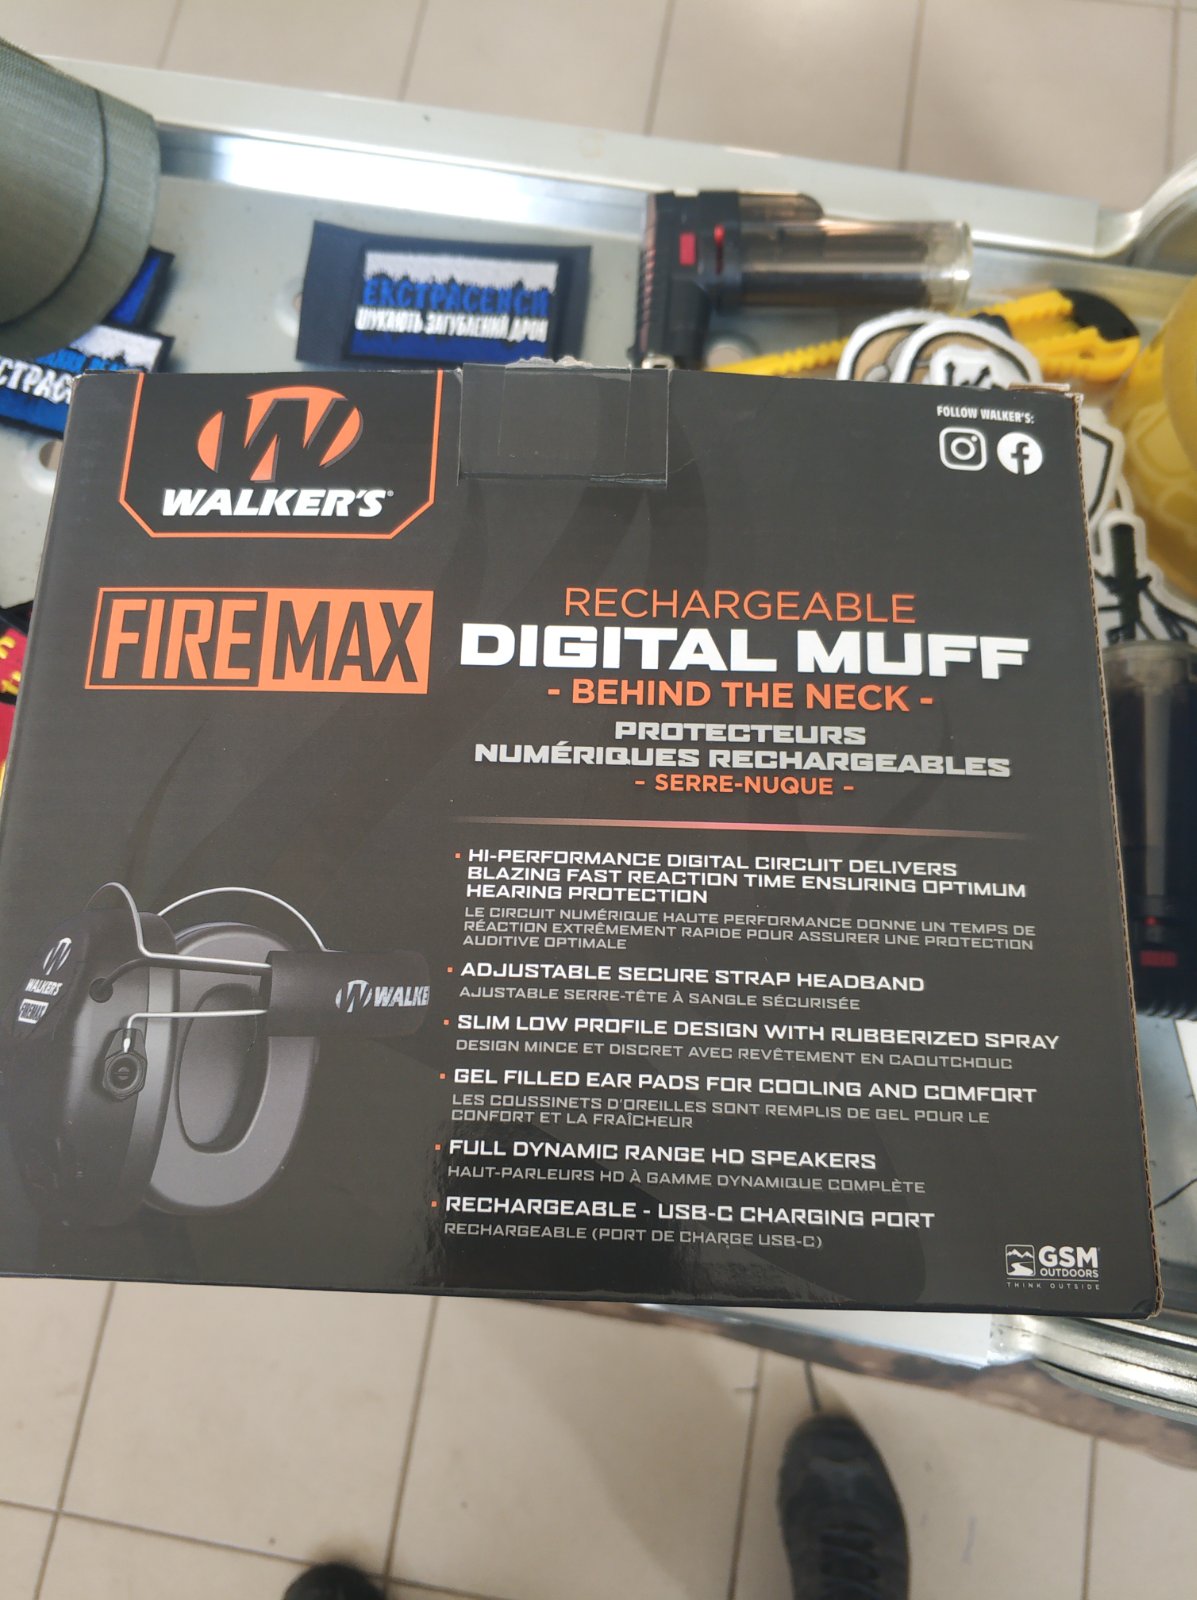 ЕКСТРАСЕНСИ
ШУКАЮТЬ ЗАГУБЛЕНИЙ ДРОН
СТРАС
WALKER'S
FOLLOW WALKER'S:
FIREMAX
RECHARGEABLE
DIGITAL MUFF
- BEHIND THE NECK -
PROTECTEURS
NUMÉRIQUES RECHARGEABLES
- SERRE-NUQUE -
• HI-PERFORMANCE DIGITAL CIRCUIT DELIVERS
BLAZING FAST REACTION TIME ENSURING OPTIMUM
HEARING PROTECTION
LE CIRCUIT NUMÉRIQUE HAUTE PERFORMANCE DONNE UN TEMPS DE
RÉACTION EXTRÊMEMENT RAPIDE POUR ASSURER UNE PROTECTION
AUDITIVE OPTIMALE
• ADJUSTABLE SECURE STRAP HEADBAND
AJUSTABLE SERRE-TÊTE À SANGLE SÉCURISÉE
• SLIM LOW PROFILE DESIGN WITH RUBBERIZED SPRAY
DESIGN MINCE ET DISCRET AVEC REVÊTEMENT EN CAOUTCHOUC
• GEL FILLED EAR PADS FOR COOLING AND COMFORT
LES COUSSINETS D'OREILLES SONT REMPLIS DE GEL POUR LE
CONFORT ET LA FRAÎCHEUR
• FULL DYNAMIC RANGE HD SPEAKERS
HAUT-PARLEURS HD À GAMME DYNAMIQUE COMPLÈTE
• RECHARGEABLE - USB-C CHARGING PORT
RECHARGEABLE (PORT DE CHARGE USB-C)
WALKER'S
FIREMAX
WALKE
GSM
OUTDOORS
THINK OUTSIDE